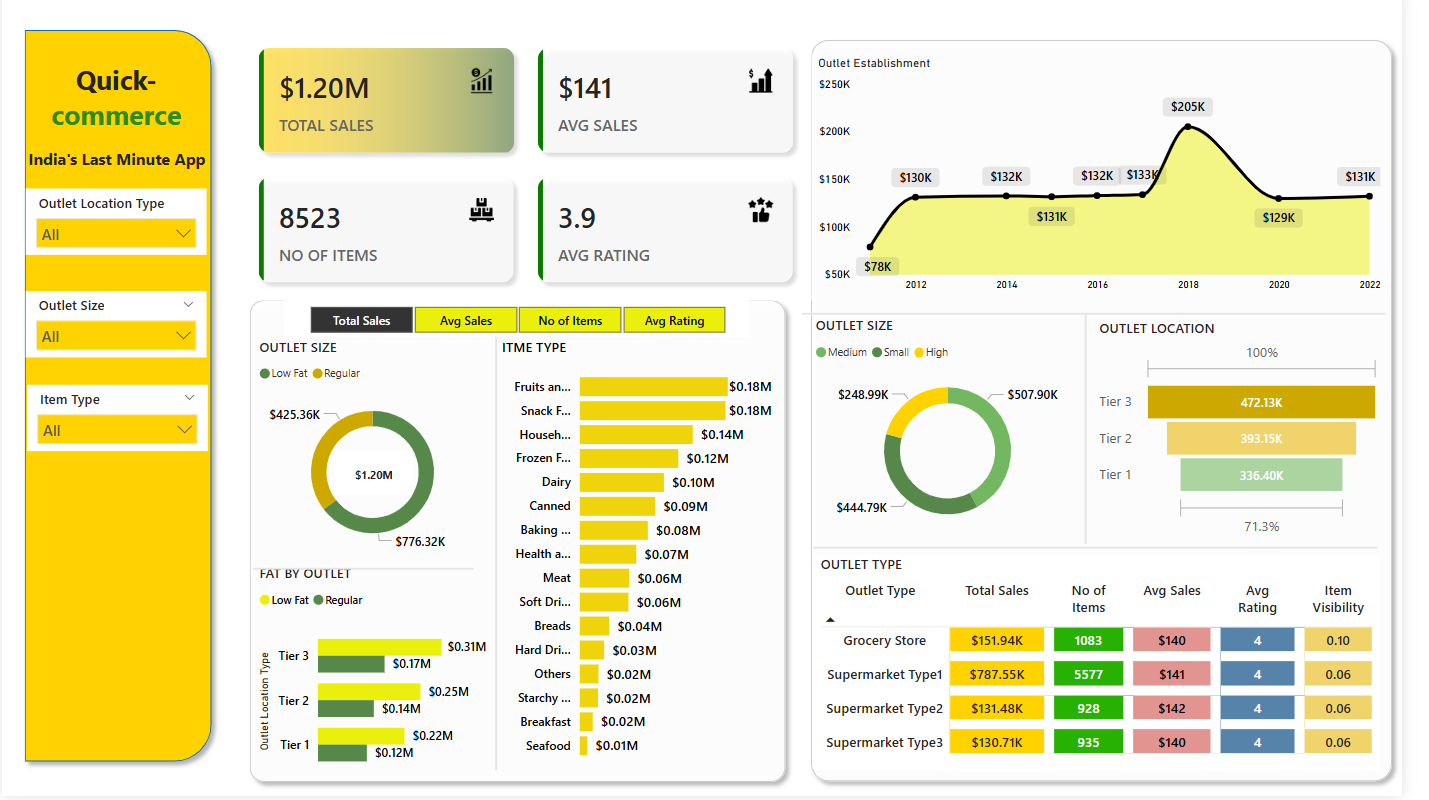 Quick-
commerce
India's Last Minute App
Outlet Location Type
All
Outlet Size
All
Item Type
All
$1.20M
TOTAL SALES
$141
AVG SALES
8523
NO OF ITEMS
3.9
AVG RATING
Total Sales
Avg Sales
No of Items
Avg Rating
OUTLET SIZE
Low Fat Regular
$425.36K
$1.20M
$776.32K
FAT BY OUTLET
Low Fat Regular
Outlet Location Type
Tier 3 $0.31M
$0.17M
Tier 2 $0.25M
$0.14M
Tier 1 $0.22M
$0.12M
ITME TYPE
Fruits an... $0.18M
Snack F... $0.18M
Househ... $0.14M
Frozen F... $0.12M
Dairy $0.10M
Canned $0.09M
Baking ... $0.08M
Health a... $0.07M
Meat $0.06M
Soft Dri... $0.06M
Breads $0.04M
Hard Dri... $0.03M
Others $0.02M
Starchy ... $0.02M
Breakfast $0.02M
Seafood $0.01M
Outlet Establishment
$250K
$200K
$150K
$100K
$50K
$78K
$130K
$132K
$131K
$132K
$133K
$205K
$129K
$131K
2012 2014 2016 2018 2020 2022
OUTLET SIZE
Medium Small High
$248.99K
$507.90K
$444.79K
OUTLET LOCATION
100%
Tier 3 472.13K
Tier 2 393.15K
Tier 1 336.40K
71.3%
OUTLET TYPE
Outlet Type Total Sales No of Items Avg Sales Avg Rating Item Visibility
Grocery Store $151.94K 1083 $140 4 0.10
Supermarket Type1 $787.55K 5577 $141 4 0.06
Supermarket Type2 $131.48K 928 $142 4 0.06
Supermarket Type3 $130.71K 935 $140 4 0.06